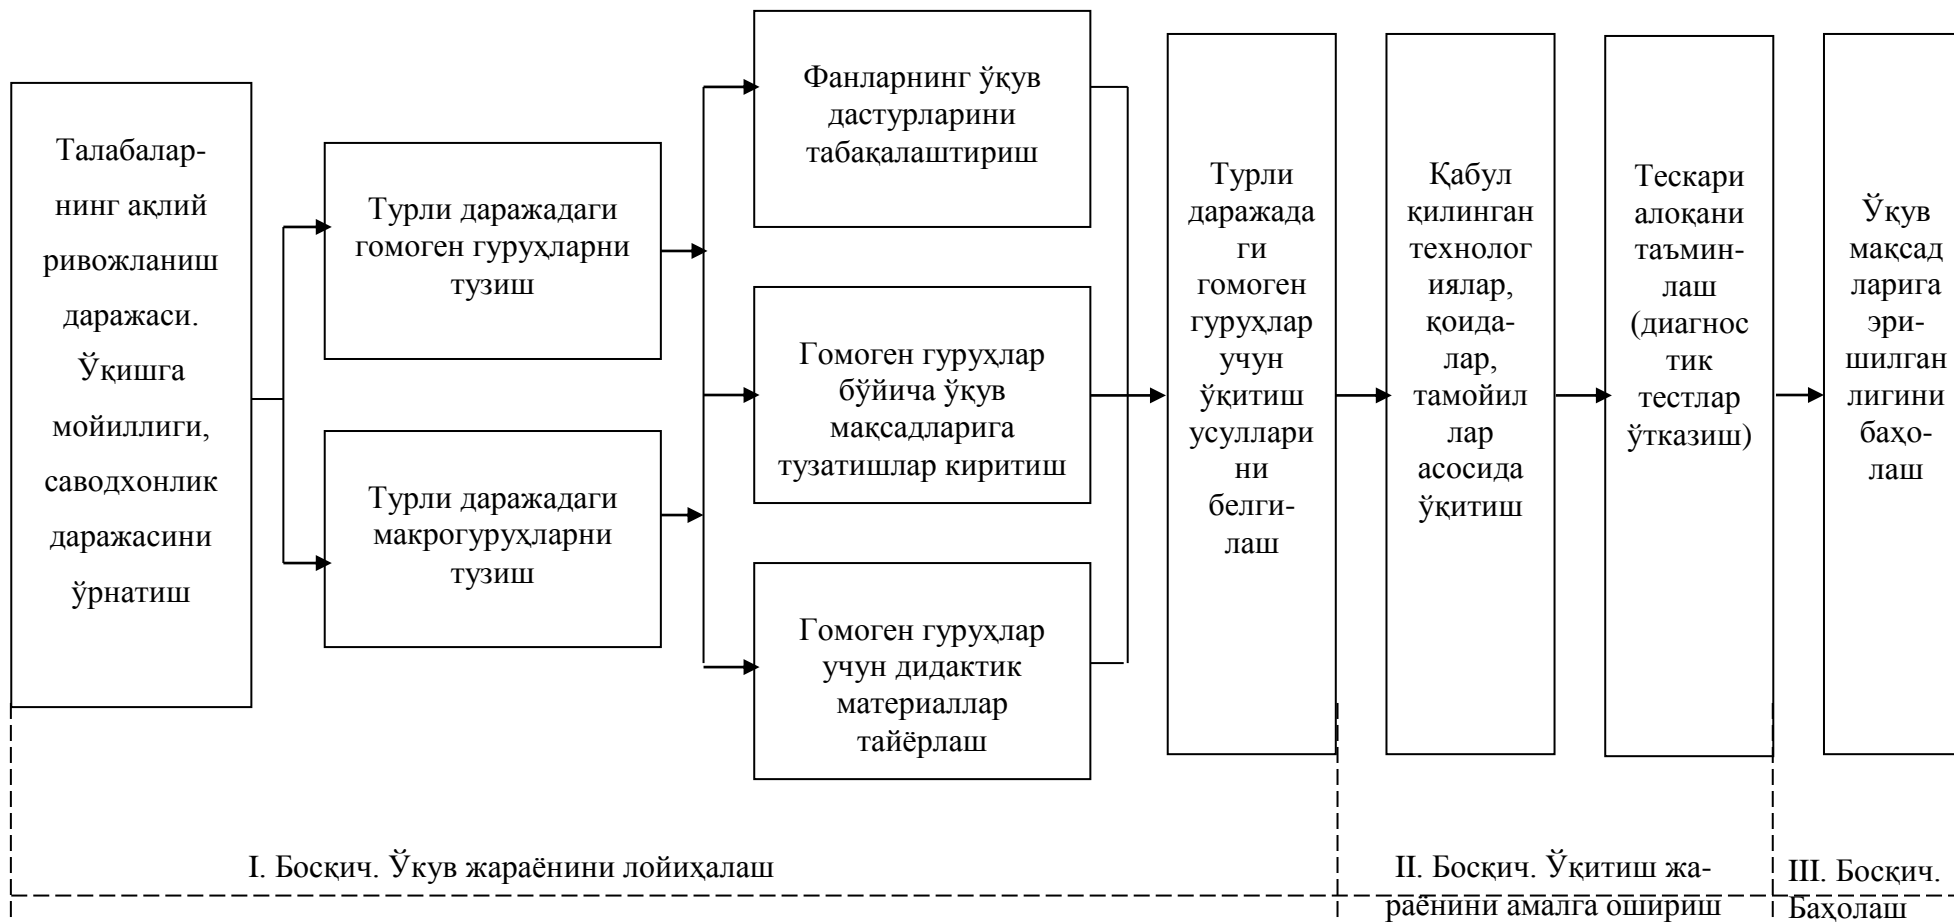 Талабалар-
нинг ақлий
ривожланиш
даражаси.
Ўқишга
мойиллиги,
саводхонлик
даражасини
ўрнатиш
Турли даражадаги
гомоген гуруҳларни
тузиш
Турли даражадаги
макрогуруҳларни
тузиш
Фанларнинг ўқув
дастурларини
табақалаштириш
Гомоген гуруҳлар
бўйича ўқув
мақсадларига
тузатишлар киритиш
Гомоген гуруҳлар
учун дидактик
материаллар
тайёрлаш
Турли
даражада
ги
гомоген
гуруҳлар
учун
ўқитиш
усуллари
ни
белги-
лаш
Қабул
қилинган
технолог
иялар,
қоида-
лар,
тамойил
лар
асосида
ўқитиш
Тескари
алоқани
таъмин-
лаш
(диагнос
тик
тестлар
ўтказиш)
Ўқув
мақсад
ларига
эри-
шилган
лигини
баҳо-
лаш
I. Босқич. Ўкув жараёнини лойиҳалаш
II. Босқич. Ўқитиш жа-
раёнини амалга ошириш
III. Босқич.
Баҳолаш